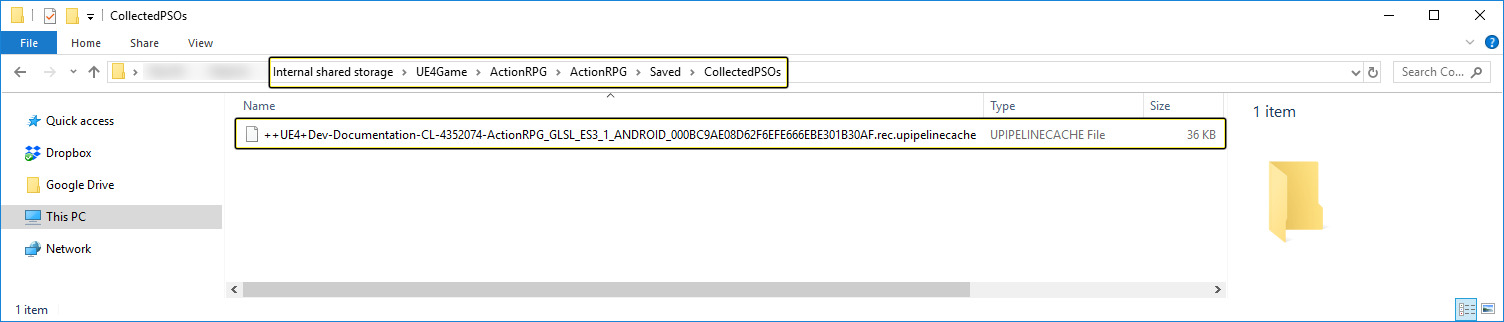 CollectedPSOs
File Home Share View
Internal shared storage UE4Game ActionRPG ActionRPG Saved CollectedPSOs Search Co...
Name Type Size
++UE4+Dev-Documentation-CL-4352074-ActionRPG_GLSL_ES3_1_ANDROID_000BC9AE08D62F6EFE666EBE301B30AF.rec.upipelinecache UPIPELINECACHE File 36 KB
Quick access
Dropbox
Google Drive
This PC
Network
1 item
1 item